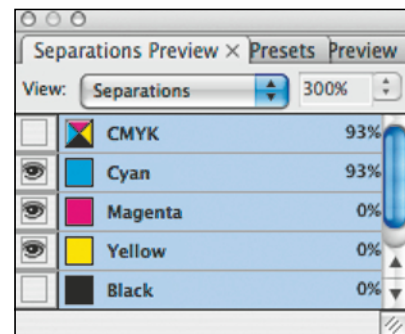 Separations Preview × Presets Preview
View: Separations 300%
CMYK 93%
Cyan 93%
Magenta 0%
Yellow 0%
Black 0%